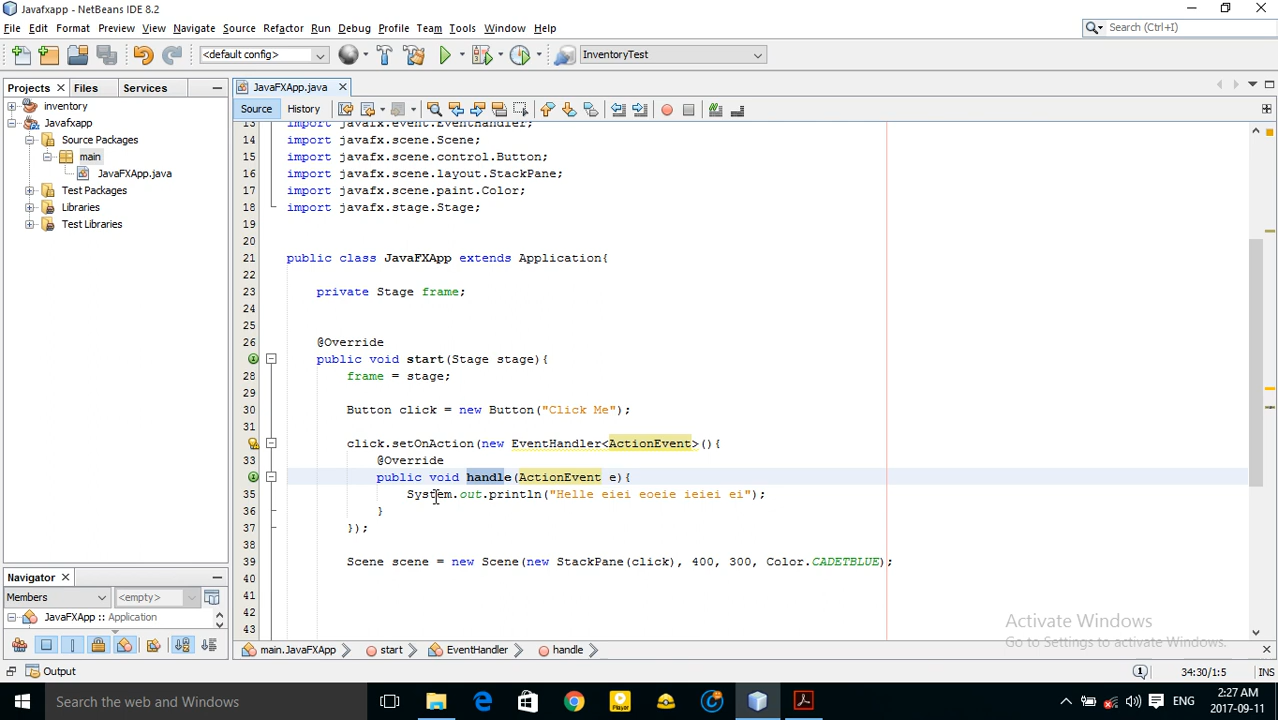 Javafxapp - NetBeans IDE 8.2
File Edit Format Preview View Navigate Source Refactor Run Debug Profile Team Tools Window Help
Search (Ctrl+I)
<default config>
InventoryTest
Projects
Files
Services
JavaFXApp.java
Source
History
inventory
Javafxapp
Source Packages
main
JavaFXApp.java
Test Packages
Libraries
Test Libraries
13 import javafx.event.EventHandler;
14 import javafx.scene.Scene;
15 import javafx.scene.control.Button;
16 import javafx.scene.layout.StackPane;
17 import javafx.scene.paint.Color;
18 import javafx.stage.Stage;
19
20
21 public class JavaFXApp extends Application{
22
23 private Stage frame;
24
25
26 @Override
public void start(Stage stage){
28 frame = stage;
29
30 Button click = new Button("Click Me");
31
click.setOnAction(new EventHandler<ActionEvent>(){
33 @Override
public void handle(ActionEvent e){
35 System.out.println("Helle eiei eoeie ieiei ei");
36 }
37 });
38
39 Scene scene = new Scene(new StackPane(click), 400, 300, Color.CADETBLUE);
40
41
42
43
Navigator
Members
<empty>
JavaFXApp :: Application
Activate Windows
Go to Settings to activate Windows.
main.JavaFXApp
start
EventHandler
handle
Output
1
34:30/1:5
INS
Search the web and Windows
Player
ENG
2:27 AM
2017-09-11